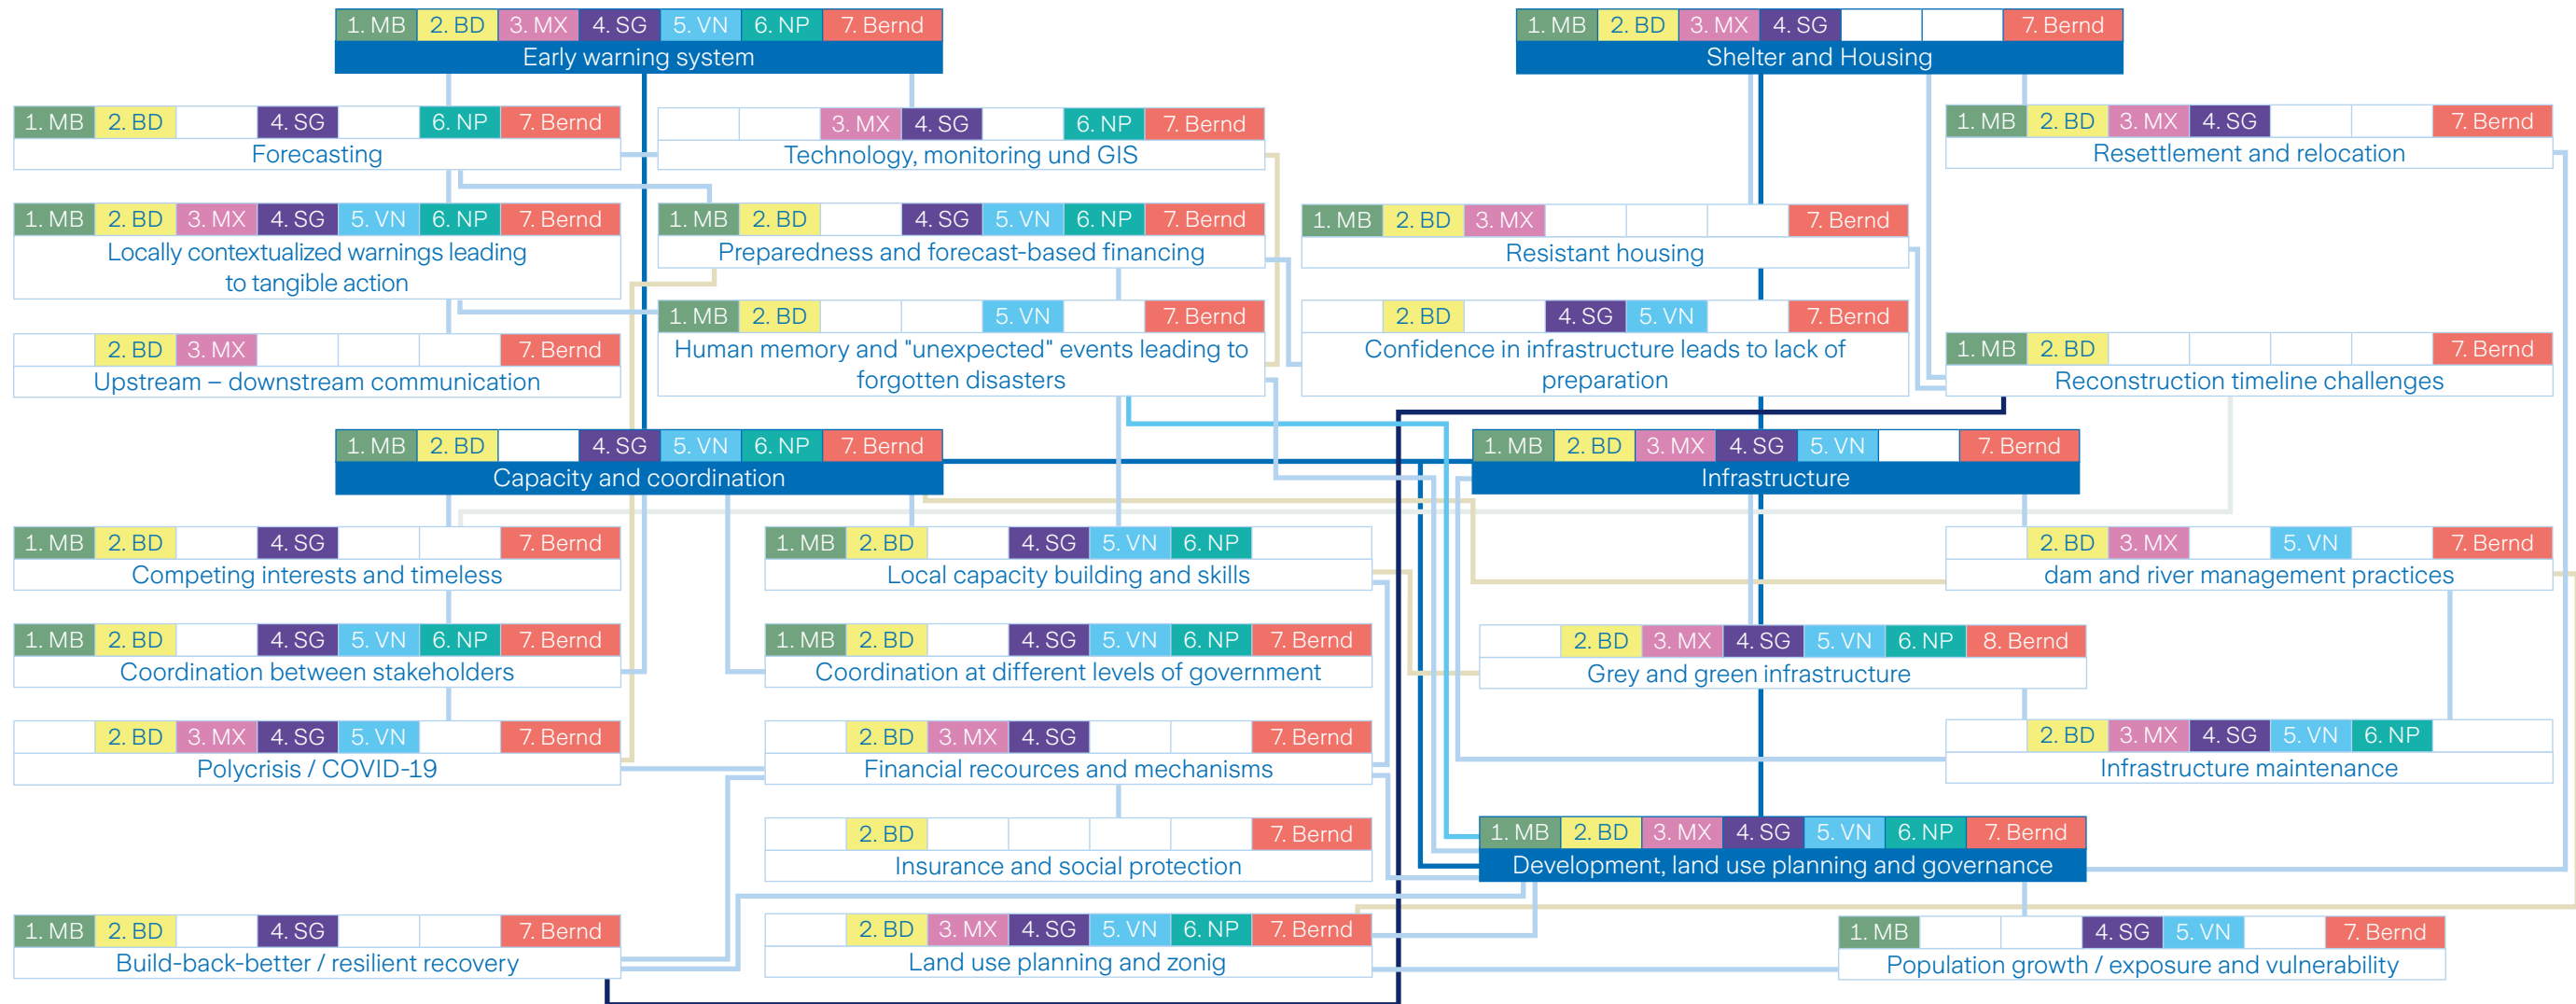 1. MB 2. BD 3. MX 4. SG 5. VN 6. NP 7. Bernd
Early warning system
1. MB 2. BD 3. MX 4. SG 7. Bernd
Shelter and Housing
1. MB 2. BD 4. SG 6. NP 7. Bernd
Forecasting
3. MX 4. SG 6. NP 7. Bernd
Technology, monitoring und GIS
1. MB 2. BD 3. MX 4. SG 7. Bernd
Resettlement and relocation
1. MB 2. BD 3. MX 4. SG 5. VN 6. NP 7. Bernd
Locally contextualized warnings leading
to tangible action
1. MB 2. BD 4. SG 5. VN 6. NP 7. Bernd
Preparedness and forecast-based financing
1. MB 2. BD 3. MX 7. Bernd
Resistant housing
1. MB 2. BD 5. VN 7. Bernd
Human memory and "unexpected" events leading to
forgotten disasters
2. BD 4. SG 5. VN 7. Bernd
Confidence in infrastructure leads to lack of
preparation
2. BD 3. MX 7. Bernd
Upstream – downstream communication
1. MB 2. BD 7. Bernd
Reconstruction timeline challenges
1. MB 2. BD 4. SG 5. VN 6. NP 7. Bernd
Capacity and coordination
1. MB 2. BD 3. MX 4. SG 5. VN 7. Bernd
Infrastructure
1. MB 2. BD 4. SG 7. Bernd
Competing interests and timeless
1. MB 2. BD 4. SG 5. VN 6. NP
Local capacity building and skills
2. BD 3. MX 5. VN 7. Bernd
dam and river management practices
1. MB 2. BD 4. SG 5. VN 6. NP 7. Bernd
Coordination between stakeholders
1. MB 2. BD 4. SG 5. VN 6. NP 7. Bernd
Coordination at different levels of government
2. BD 3. MX 4. SG 5. VN 6. NP 8. Bernd
Grey and green infrastructure
2. BD 3. MX 4. SG 5. VN 7. Bernd
Polycrisis / COVID-19
2. BD 3. MX 4. SG 7. Bernd
Financial recources and mechanisms
2. BD 3. MX 4. SG 5. VN 6. NP
Infrastructure maintenance
2. BD 7. Bernd
Insurance and social protection
1. MB 2. BD 3. MX 4. SG 5. VN 6. NP 7. Bernd
Development, land use planning and governance
1. MB 2. BD 4. SG 7. Bernd
Build-back-better / resilient recovery
2. BD 3. MX 4. SG 5. VN 6. NP 7. Bernd
Land use planning and zonig
1. MB 4. SG 5. VN 7. Bernd
Population growth / exposure and vulnerability